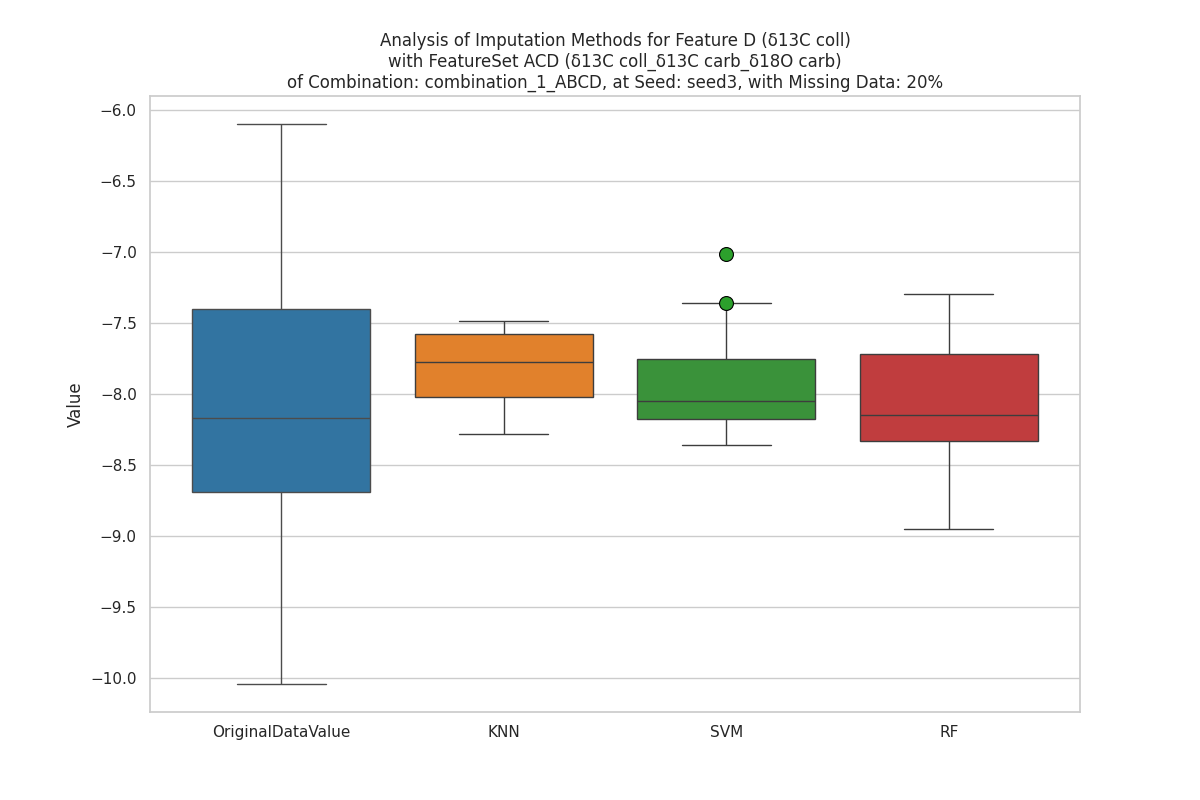 Analysis of Imputation Methods for Feature D (δ13C coll)
with FeatureSet ACD (δ13C coll_δ13C carb_δ18O carb)
of Combination: combination_1_ABCD, at Seed: seed3, with Missing Data: 20%
−6.0
−6.5
−7.0
−7.5
−8.0
−8.5
−9.0
−9.5
−10.0
Value
OriginalDataValue
KNN
SVM
RF